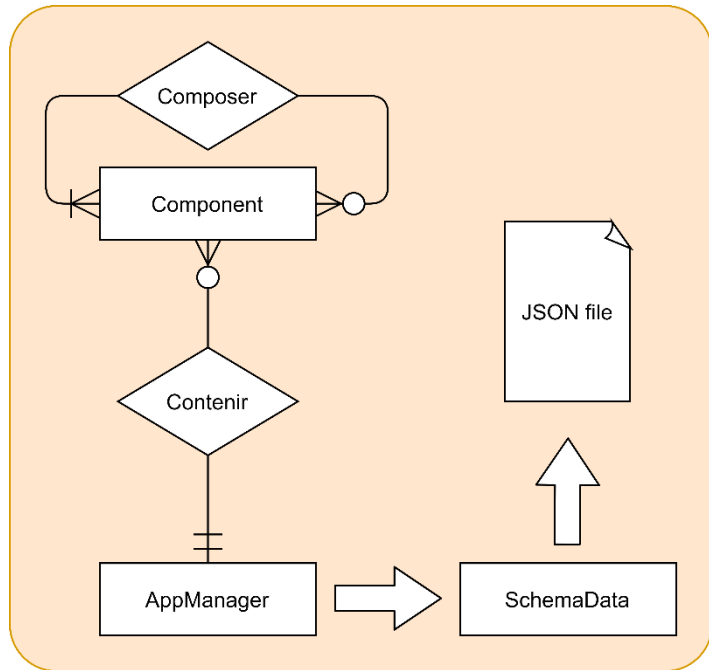 Composer
Component
JSON file
Contenir
AppManager
SchemaData